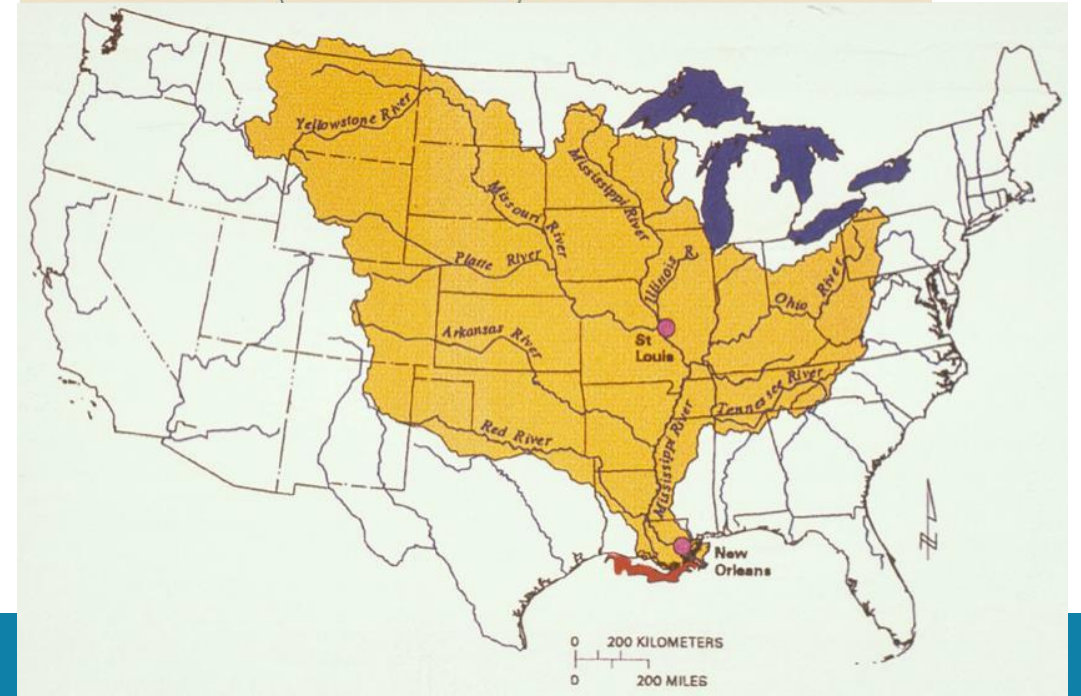 Yellowstone River
Mississippi River
Missouri River
Platte River
Illinois R
Ohio River
St
Louis
Arkansas River
Tennessee River
Red River
Mississippi River
New
Orleans
N
0 200 KILOMETERS
0 200 MILES